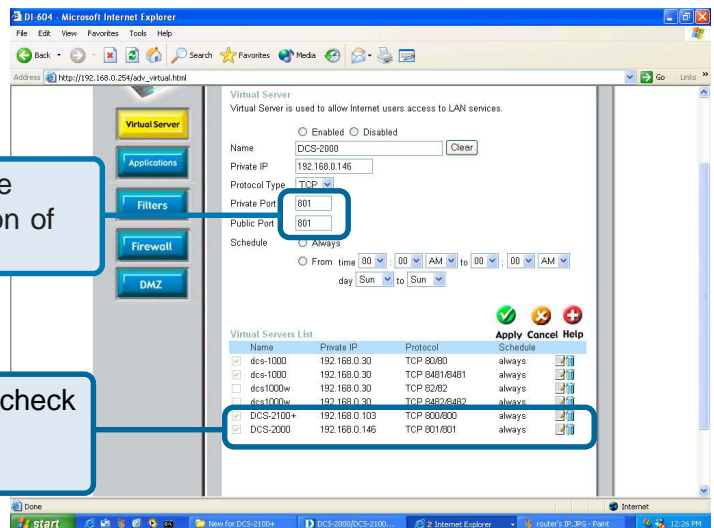 DI-604 - Microsoft Internet Explorer
File Edit View Favorites Tools Help
Back Search Favorites Media
Address http://192.168.0.254/adv_virtual.html Go Links »
Virtual Server
Virtual Server is used to allow Internet users access to LAN services.
Virtual Server
Applications
Filters
Firewall
DMZ
Enabled Disabled
Name DCS-2000 Clear
Private IP 192.168.0.146
Protocol Type TCP
Private Port 801
Public Port 801
Schedule Always
From time 00 : 00 AM to 00 : 00 AM
day Sun to Sun
e
on of
check
Apply Cancel Help
Virtual Servers List
Name Private IP Protocol Schedule
dcs-1000 192.168.0.30 TCP 80/80 always
dcs-1000 192.168.0.30 TCP 8481/8481 always
dcs1000w 192.168.0.30 TCP 82/82 always
dcs1000w 192.168.0.30 TCP 8482/8482 always
DCS-2100+ 192.168.0.103 TCP 800/800 always
DCS-2000 192.168.0.146 TCP 801/801 always
Done Internet
start New for DCS-2100+ DCS-2000/DCS-2100... 2 Internet Explorer router's IP.JPG - Paint 12:26 PM